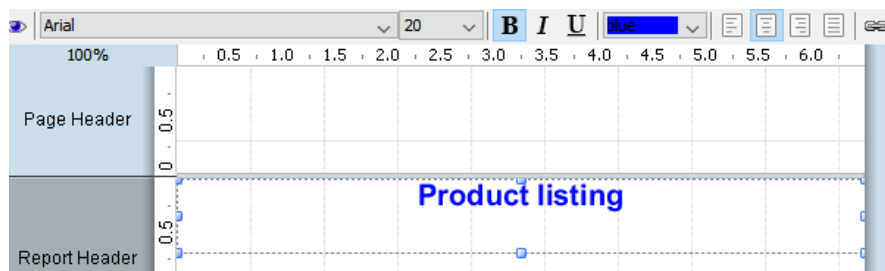 Arial 20 B I U blue
100% 0.5 1.0 1.5 2.0 2.5 3.0 3.5 4.0 4.5 5.0 5.5 6.0
Page Header
0.5
0
Product listing
0.5
Report Header